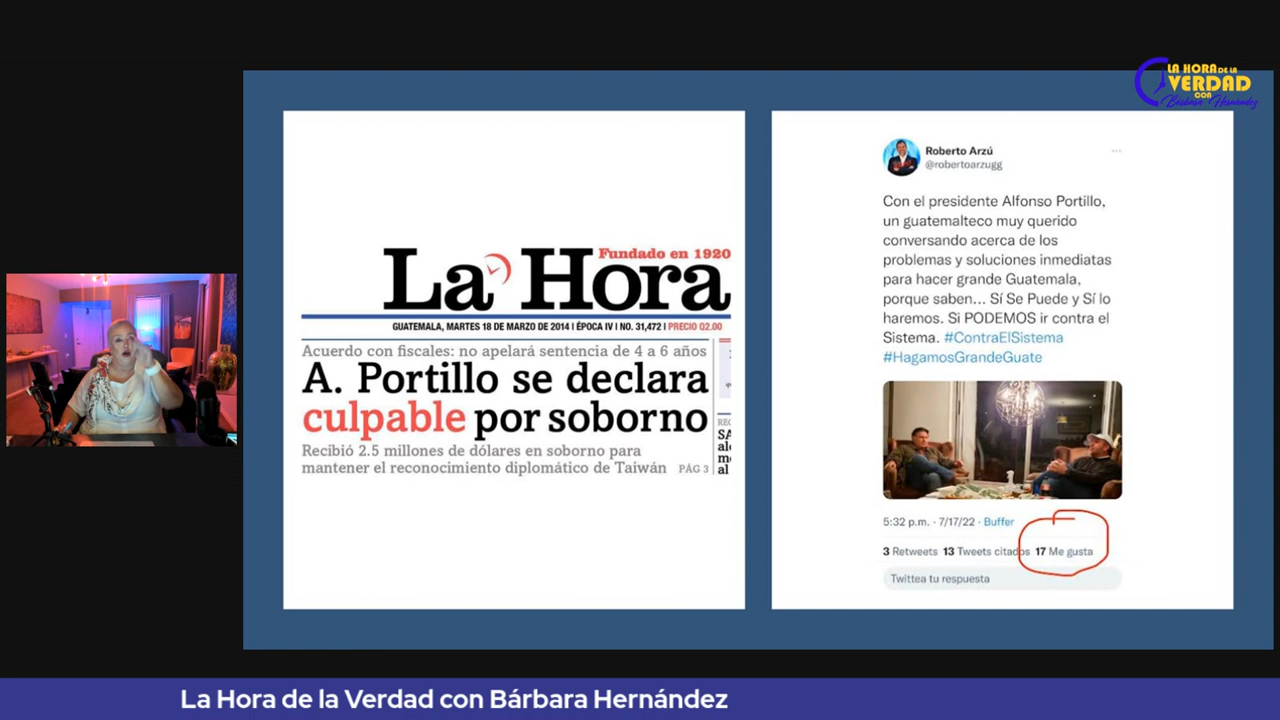 LA HORA DE LA
VERDAD
CON
Bárbara Hernández
Fundado en 1920
La Hora
GUATEMALA, MARTES 18 DE MARZO DE 2014 | ÉPOCA IV | NO. 31,472 | PRECIO Q2.00
Acuerdo con fiscales: no apelará sentencia de 4 a 6 años
A. Portillo se declara
culpable por soborno
Recibió 2.5 millones de dólares en soborno para
mantener el reconocimiento diplomático de Taiwán PÁG 3
Roberto Arzú
@robertoarzugg
Con el presidente Alfonso Portillo,
un guatemalteco muy querido
conversando acerca de los
problemas y soluciones inmediatas
para hacer grande Guatemala,
porque saben... Sí Se Puede y Sí lo
haremos. Si PODEMOS ir contra el
Sistema. #ContraElSistema
#HagamosGrandeGuate
5:32 p.m. · 7/17/22 · Buffer
3 Retweets 13 Tweets citados 17 Me gusta
Twittea tu respuesta
La Hora de la Verdad con Bárbara Hernández